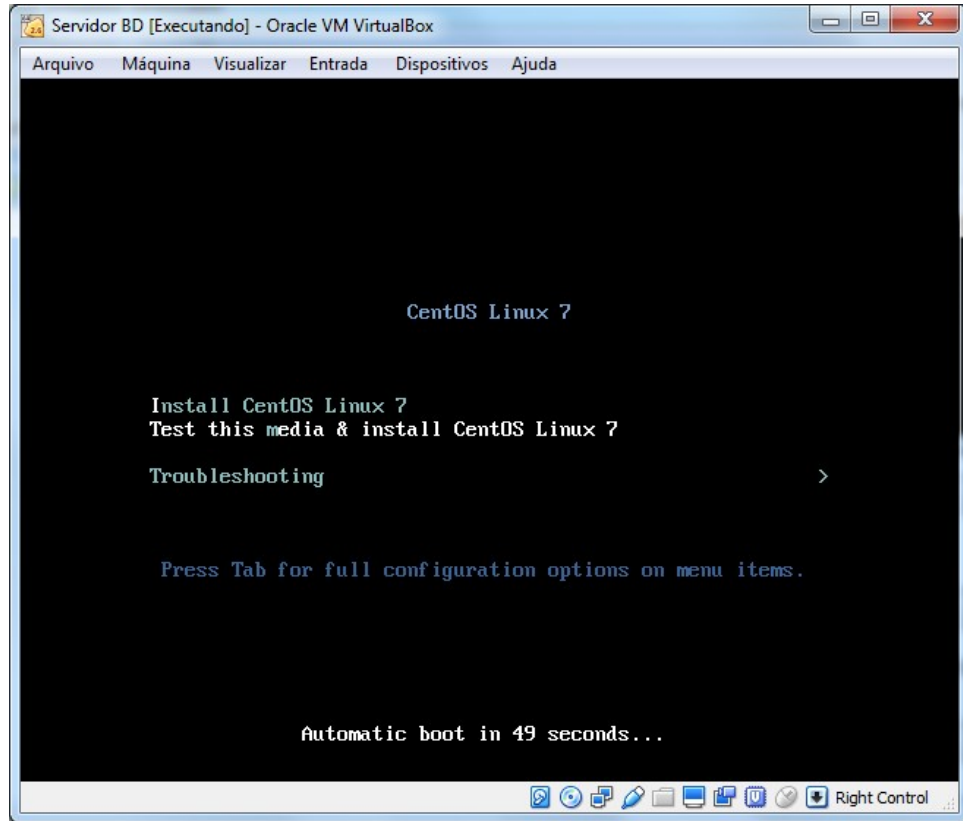 Servidor BD [Executando] - Oracle VM VirtualBox
Arquivo Máquina Visualizar Entrada Dispositivos Ajuda
CentOS Linux 7
Install CentOS Linux 7
Test this media & install CentOS Linux 7
Troubleshooting >
Press Tab for full configuration options on menu items.
Automatic boot in 49 seconds...
Right Control